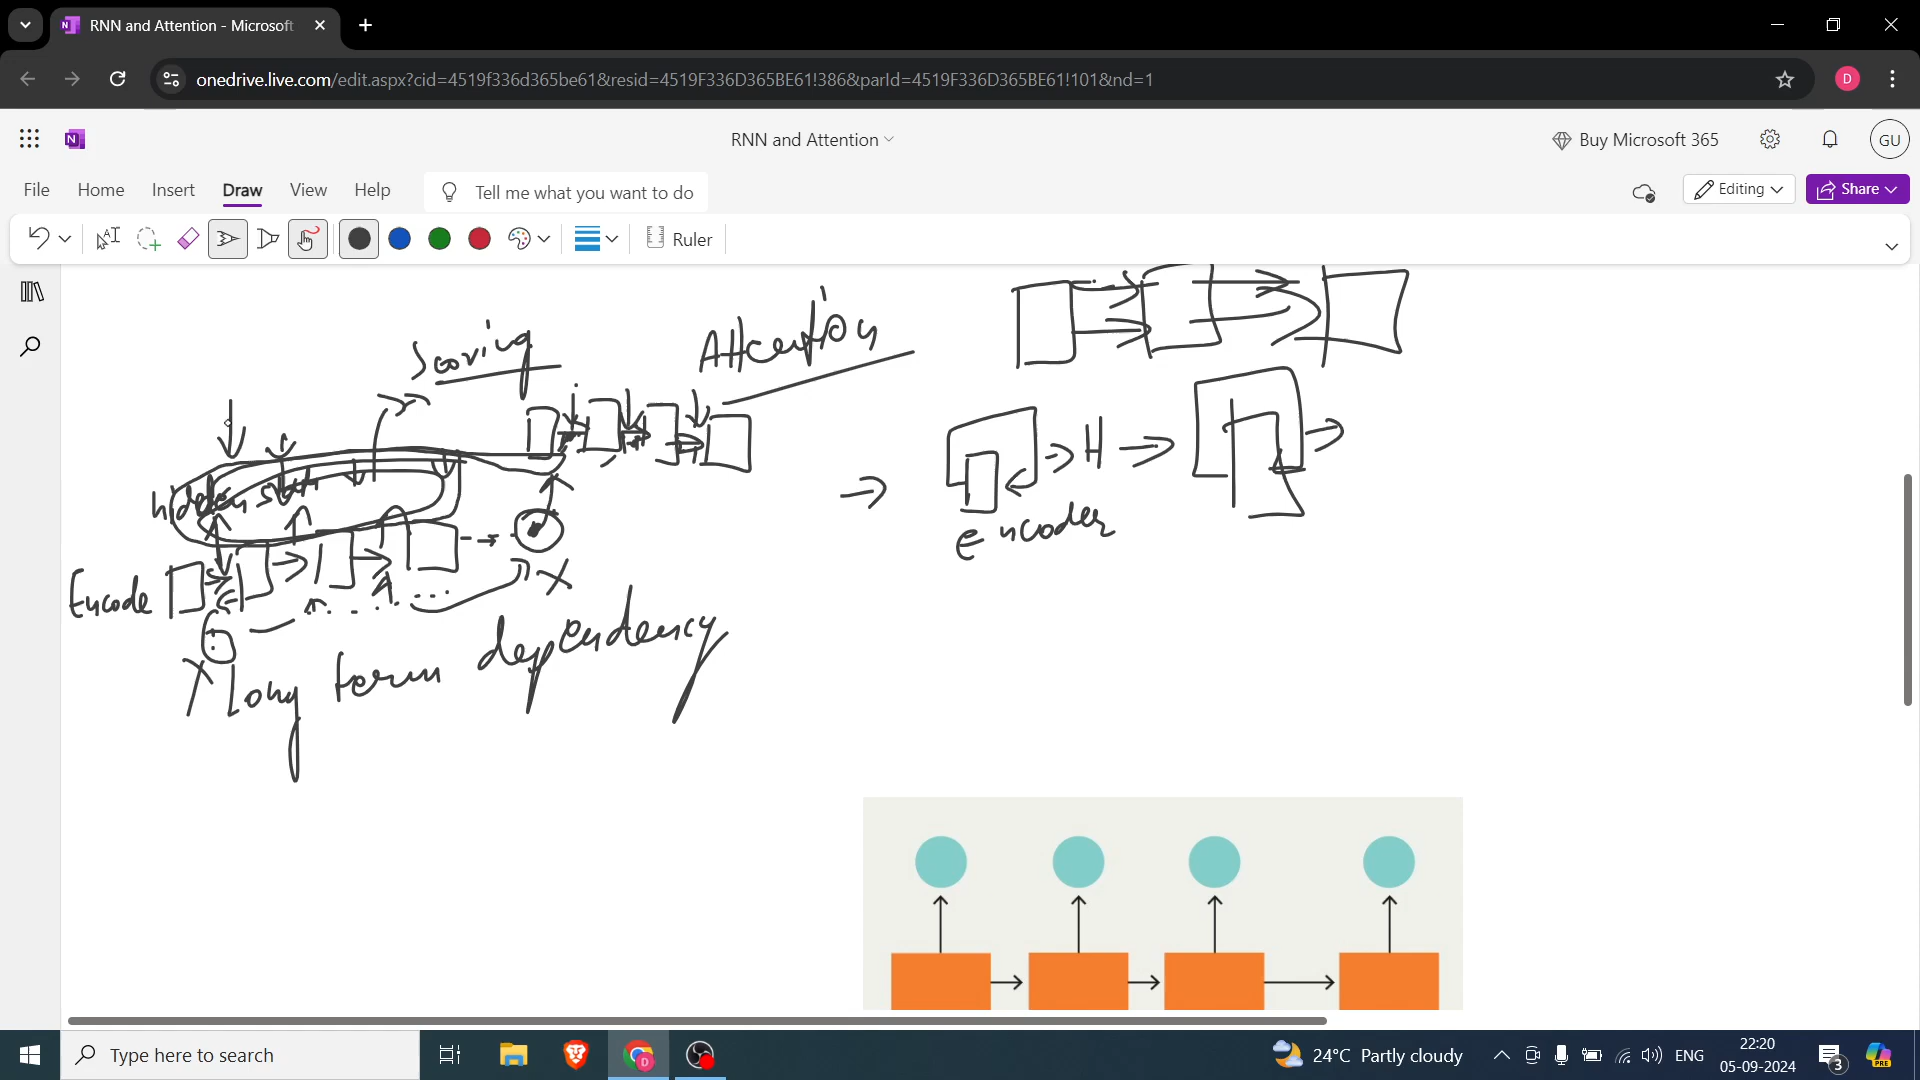 RNN and Attention - Microsoft
onedrive.live.com/edit.aspx?cid=4519f336d365be61&resid=4519F336D365BE61!386&parId=4519F336D365BE61!101&nd=1
D
N
RNN and Attention
Buy Microsoft 365
GU
File Home Insert Draw View Help
Tell me what you want to do
Editing
Share
Ruler
Scoring
Attention
hidden
H
encoder
Encode
X
X Long term dependency
Type here to search
24°C Partly cloudy
ENG
22:20
05-09-2024
3
PRE